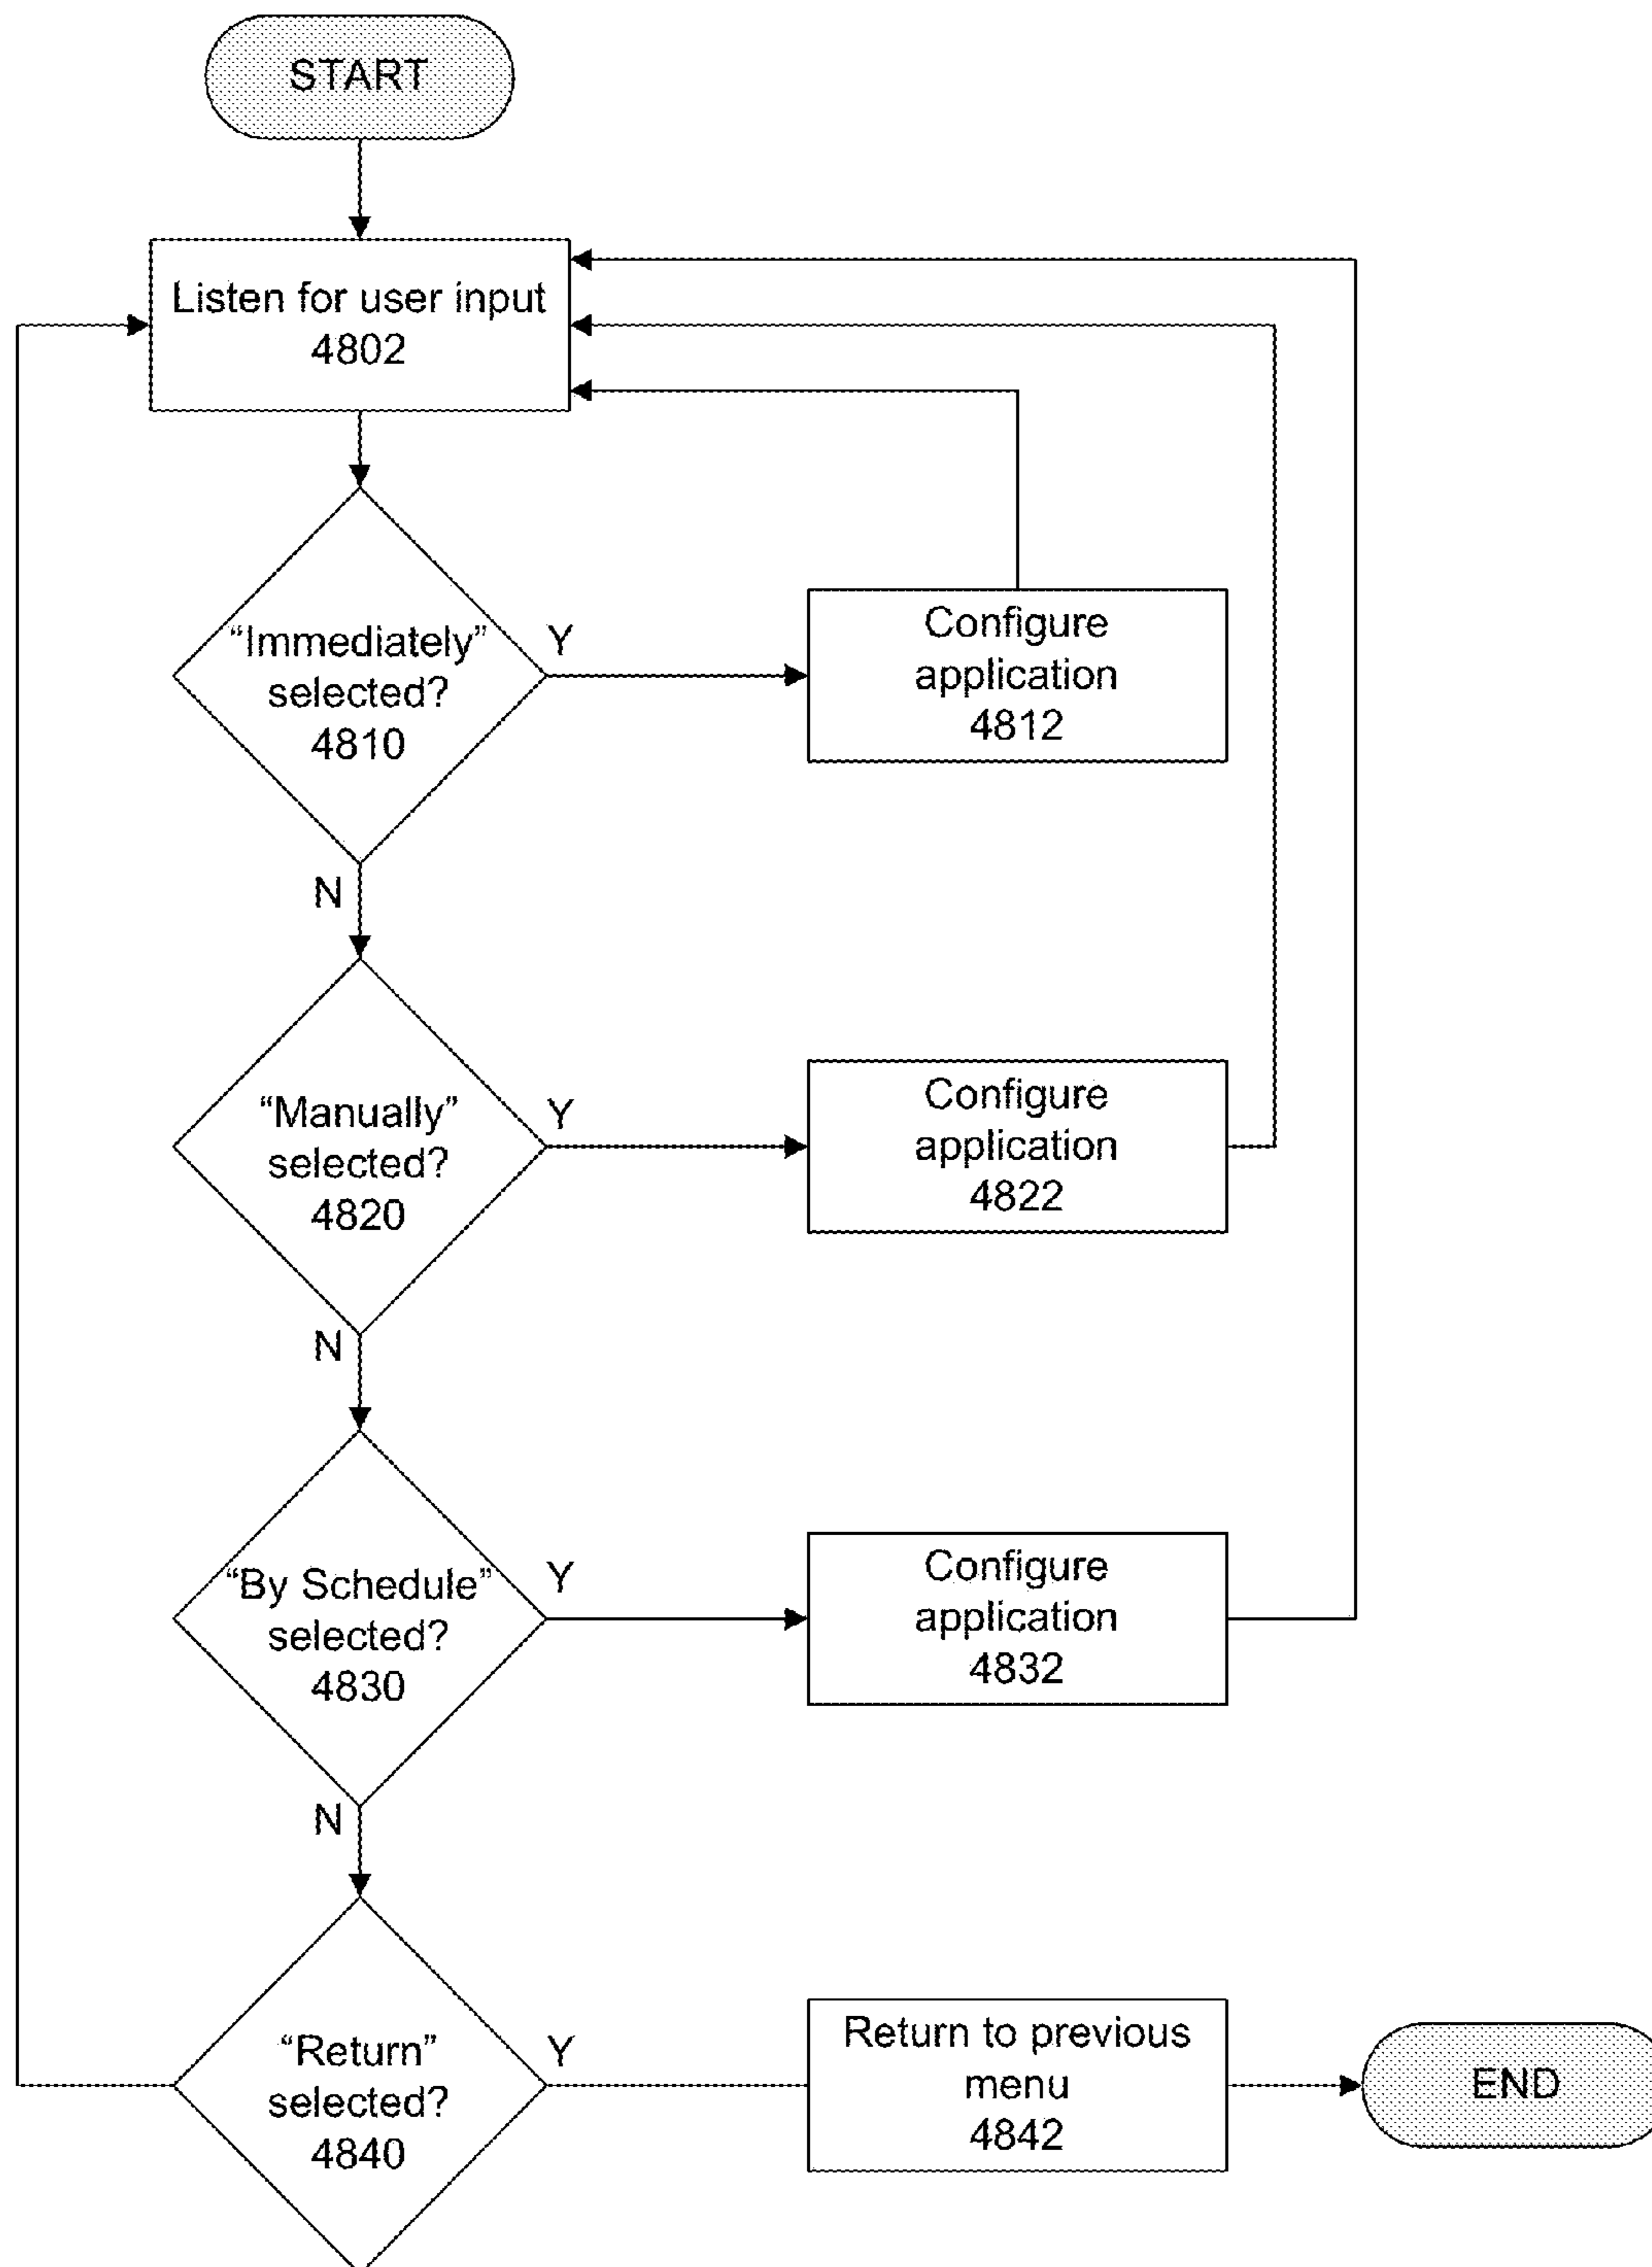 START
Listen for user input
4802
“Immediately”
selected?
4810
Y
Configure
application
4812
N
“Manually”
selected?
4820
Y
Configure
application
4822
N
“By Schedule”
selected?
4830
Y
Configure
application
4832
N
“Return”
selected?
4840
Y
Return to previous
menu
4842
END